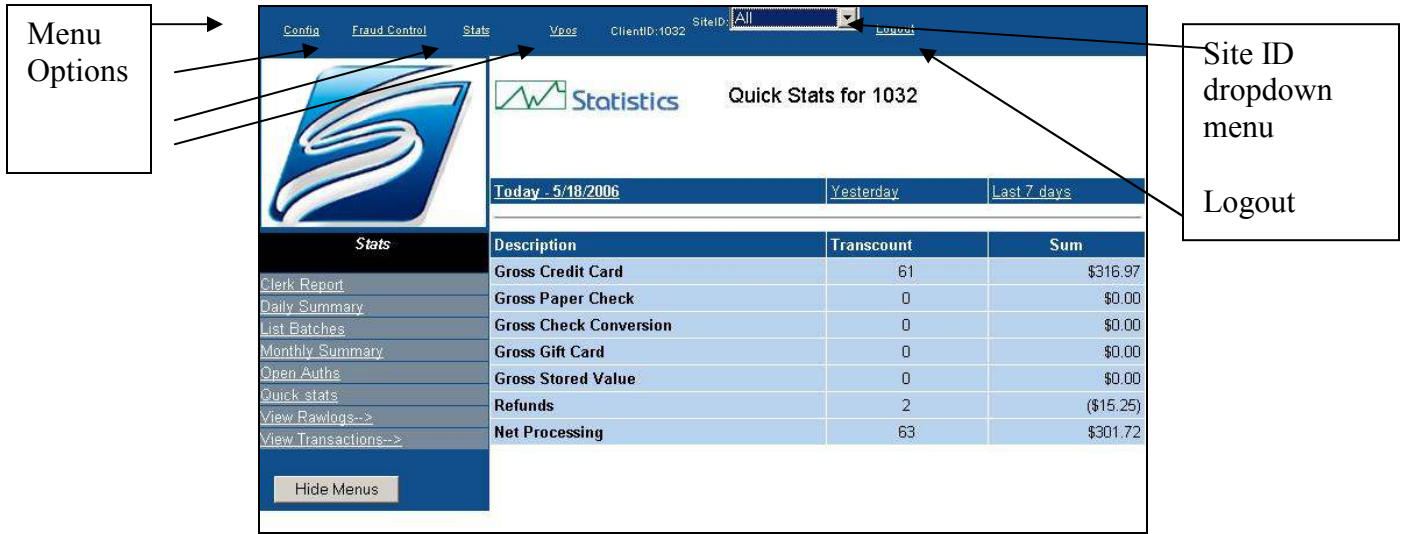 Menu
Options
Config Fraud Control Stats Vpos ClientID:1032 SiteID: All Logout
Site ID
dropdown
menu
Logout
Statistics
Quick Stats for 1032
Today - 5/18/2006 Yesterday Last 7 days
Stats
Clerk Report
Daily Summary
List Batches
Monthly Summary
Open Auths
Quick stats
View Rawlogs-->
View Transactions-->
Hide Menus
Description Transcount Sum
Gross Credit Card 61 $316.97
Gross Paper Check 0 $0.00
Gross Check Conversion 0 $0.00
Gross Gift Card 0 $0.00
Gross Stored Value 0 $0.00
Refunds 2 ($15.25)
Net Processing 63 $301.72